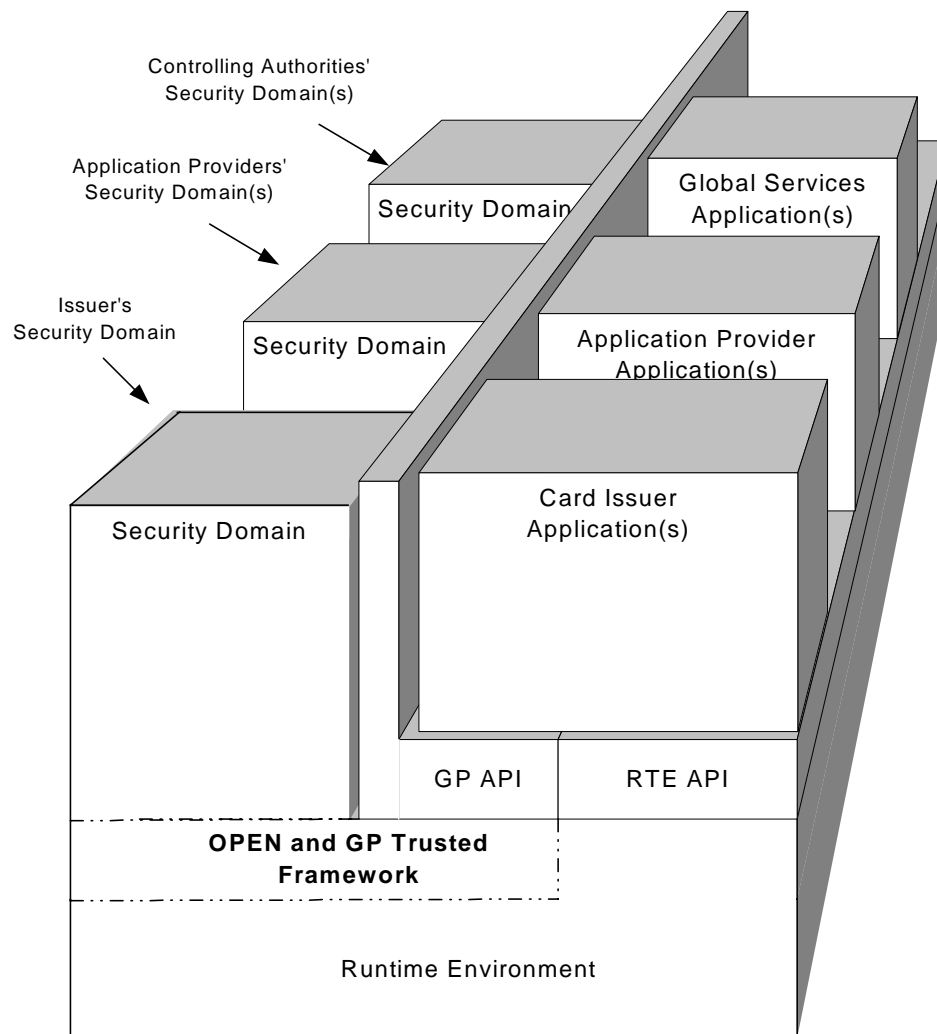 Controlling Authorities'
Security Domain(s)
Application Providers'
Security Domain(s)
Issuer's
Security Domain
Security Domain
Security Domain
Security Domain
Global Services
Application(s)
Application Provider
Application(s)
Card Issuer
Application(s)
GP API
RTE API
OPEN and GP Trusted
Framework
Runtime Environment